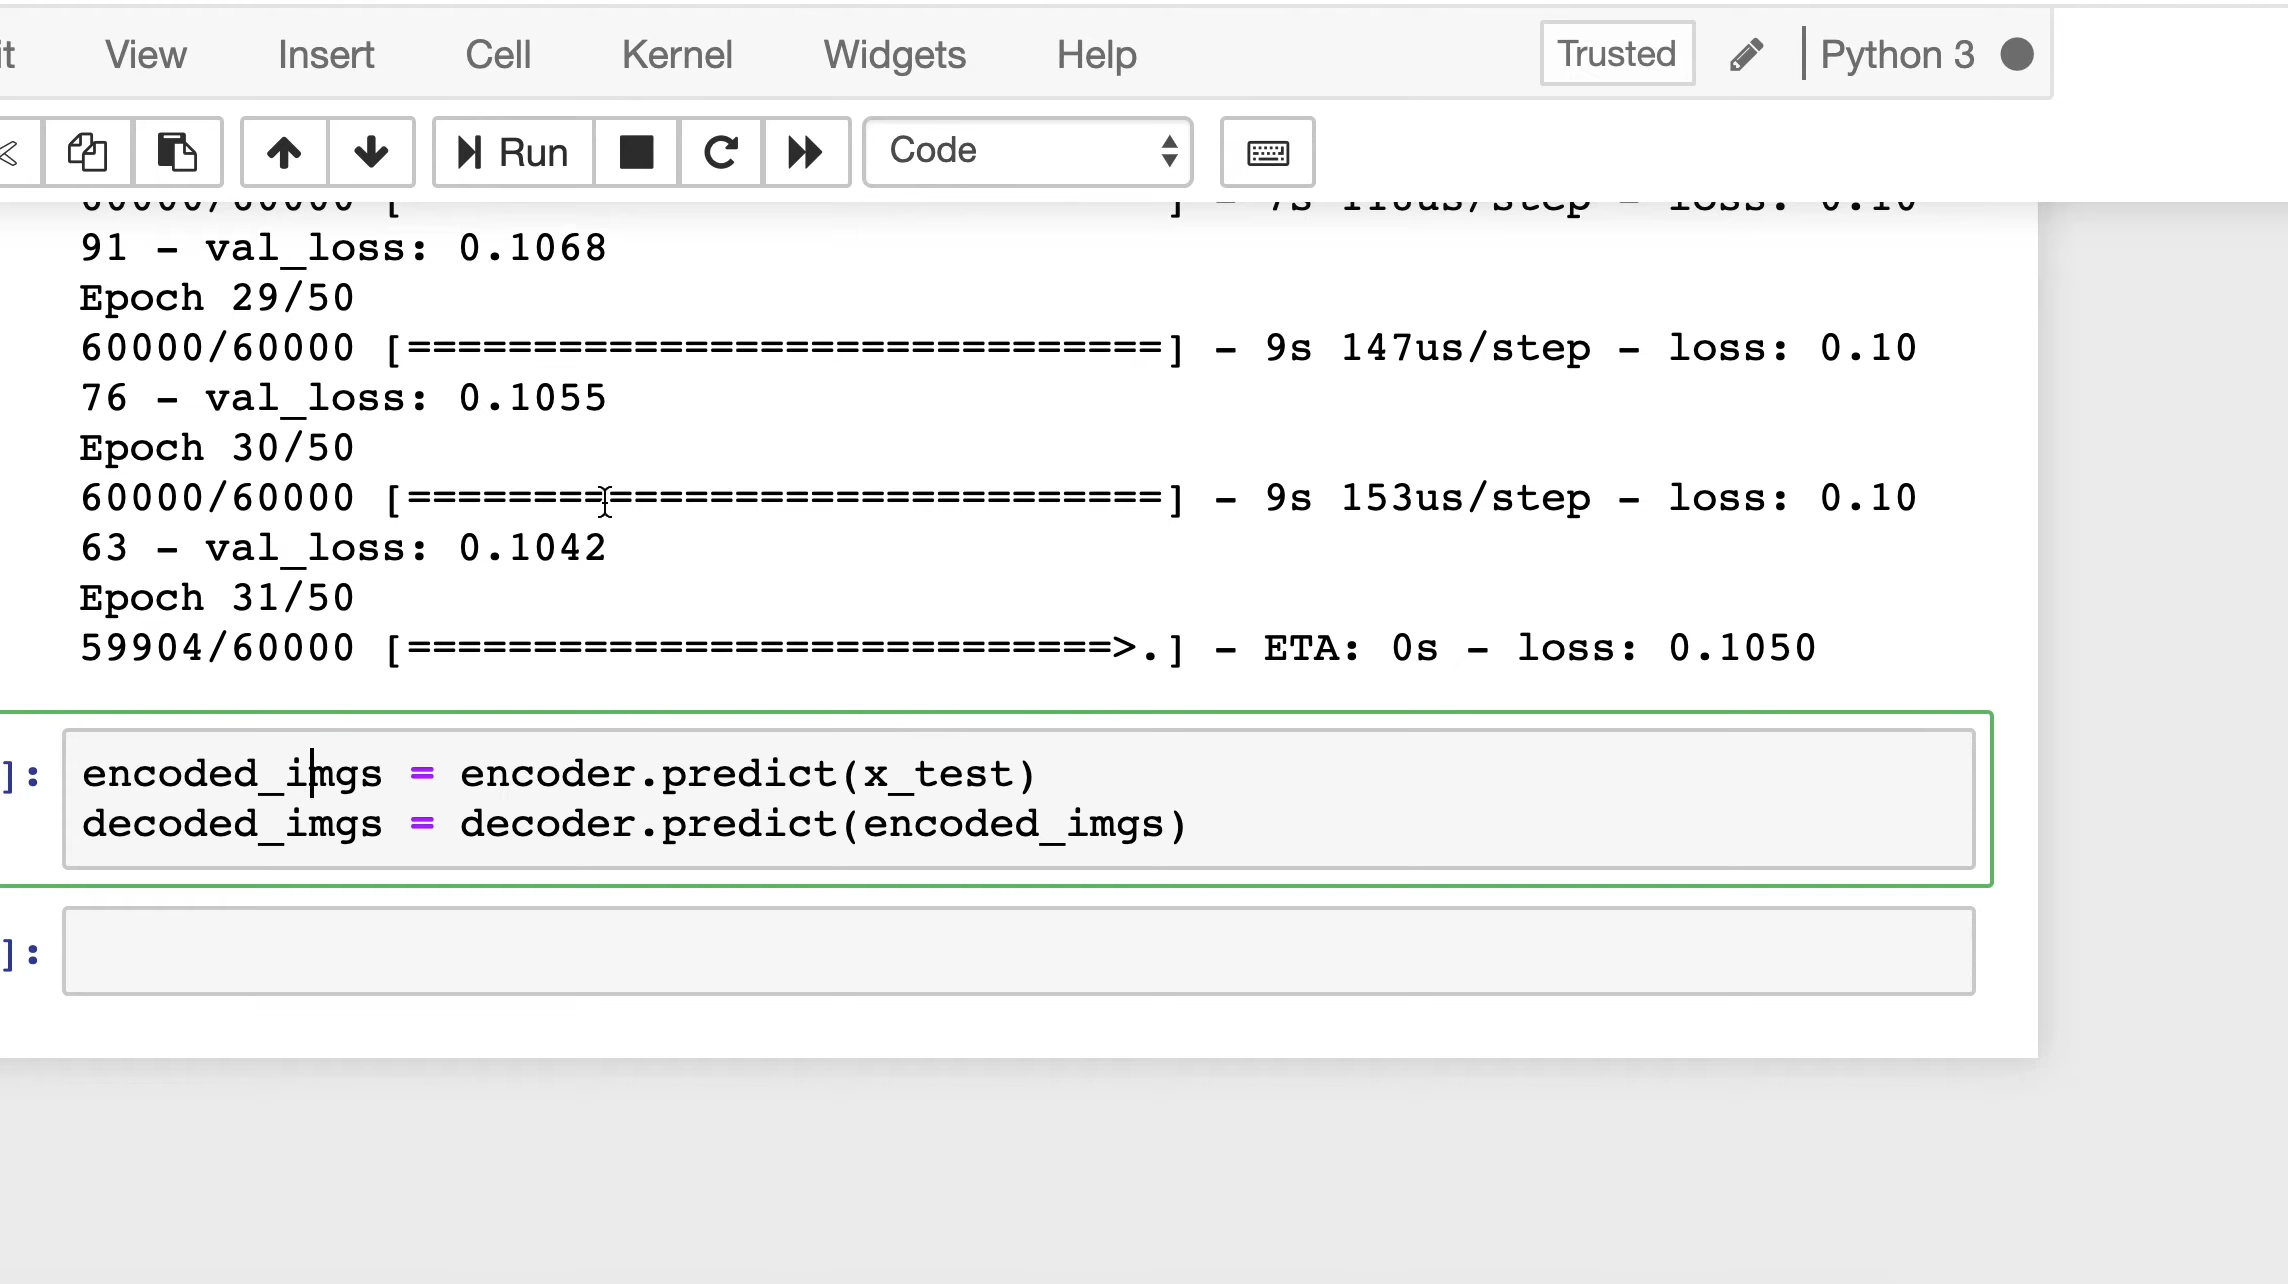 View Insert Cell Kernel Widgets Help Trusted Python 3
Run Code
91 - val_loss: 0.1068
Epoch 29/50
60000/60000 [==============================] - 9s 147us/step - loss: 0.10
76 - val_loss: 0.1055
Epoch 30/50
60000/60000 [==============================] - 9s 153us/step - loss: 0.10
63 - val_loss: 0.1042
Epoch 31/50
59904/60000 [============================>.] - ETA: 0s - loss: 0.1050
]: encoded_imgs = encoder.predict(x_test)
decoded_imgs = decoder.predict(encoded_imgs)
]: